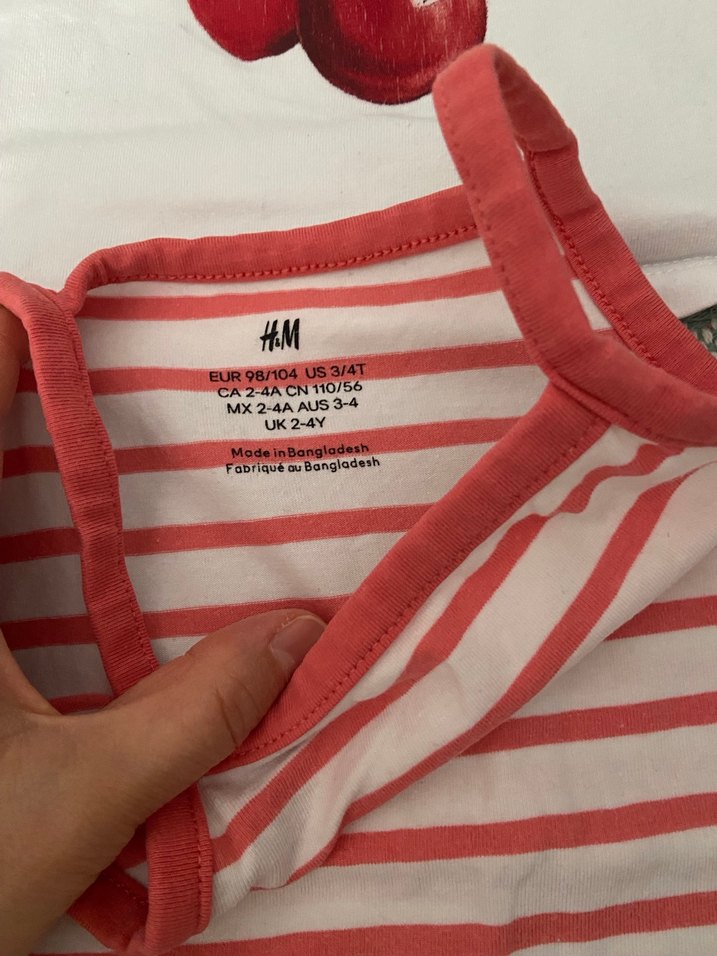 H&M
EUR 98/104 US 3/4T
CA 2-4A CN 110/56
MX 2-4A AUS 3-4
UK 2-4Y
Made in Bangladesh
Fabriqué au Bangladesh